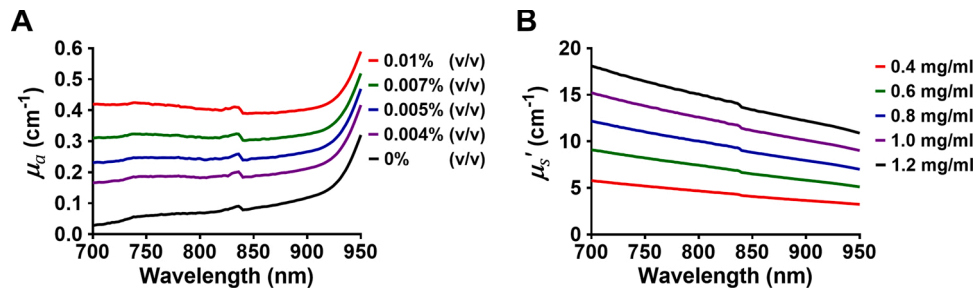 A
B
μa (cm-1)
0.6
0.5
0.4
0.3
0.2
0.1
0.0
700 750 800 850 900 950
Wavelength (nm)
0.01% (v/v)
0.007% (v/v)
0.005% (v/v)
0.004% (v/v)
0% (v/v)
μs' (cm-1)
20
15
10
5
0
700 750 800 850 900 950
Wavelength (nm)
0.4 mg/ml
0.6 mg/ml
0.8 mg/ml
1.0 mg/ml
1.2 mg/ml